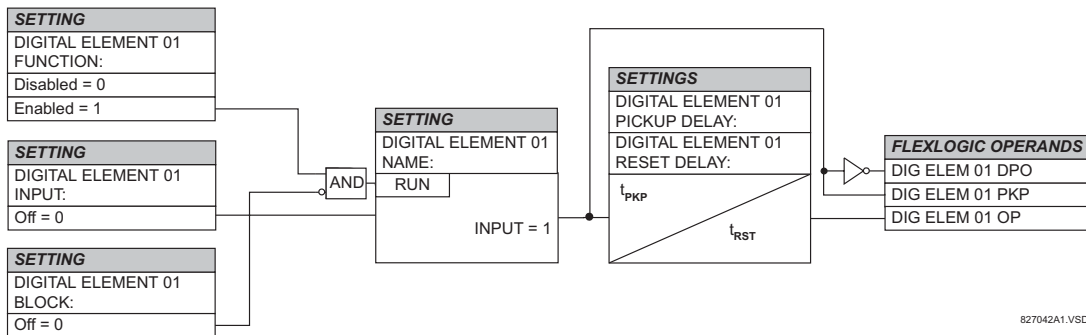 SETTING
DIGITAL ELEMENT 01
FUNCTION:
Disabled = 0
Enabled = 1
SETTING
DIGITAL ELEMENT 01
INPUT:
Off = 0
SETTING
DIGITAL ELEMENT 01
BLOCK:
Off = 0
AND
SETTING
DIGITAL ELEMENT 01
NAME:
RUN
INPUT = 1
SETTINGS
DIGITAL ELEMENT 01
PICKUP DELAY:
DIGITAL ELEMENT 01
RESET DELAY:
tPKP
tRST
FLEXLOGIC OPERANDS
DIG ELEM 01 DPO
DIG ELEM 01 PKP
DIG ELEM 01 OP
827042A1.VSD